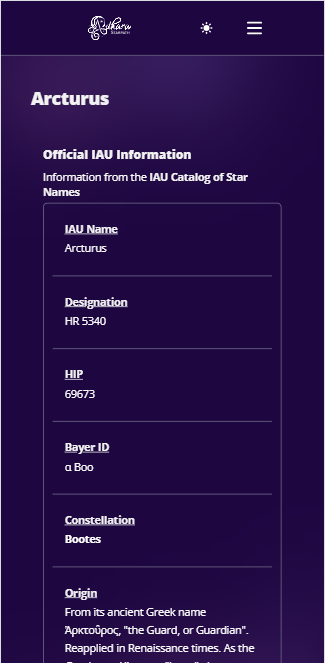 STARPATH
Arcturus
Official IAU Information
Information from the IAU Catalog of Star
Names
IAU Name
Arcturus
Designation
HR 5340
HIP
69673
Bayer ID
α Boo
Constellation
Bootes
Origin
From its ancient Greek name
Ἀρκτοῦρος, "the Guard, or Guardian".
Reapplied in Renaissance times. As the